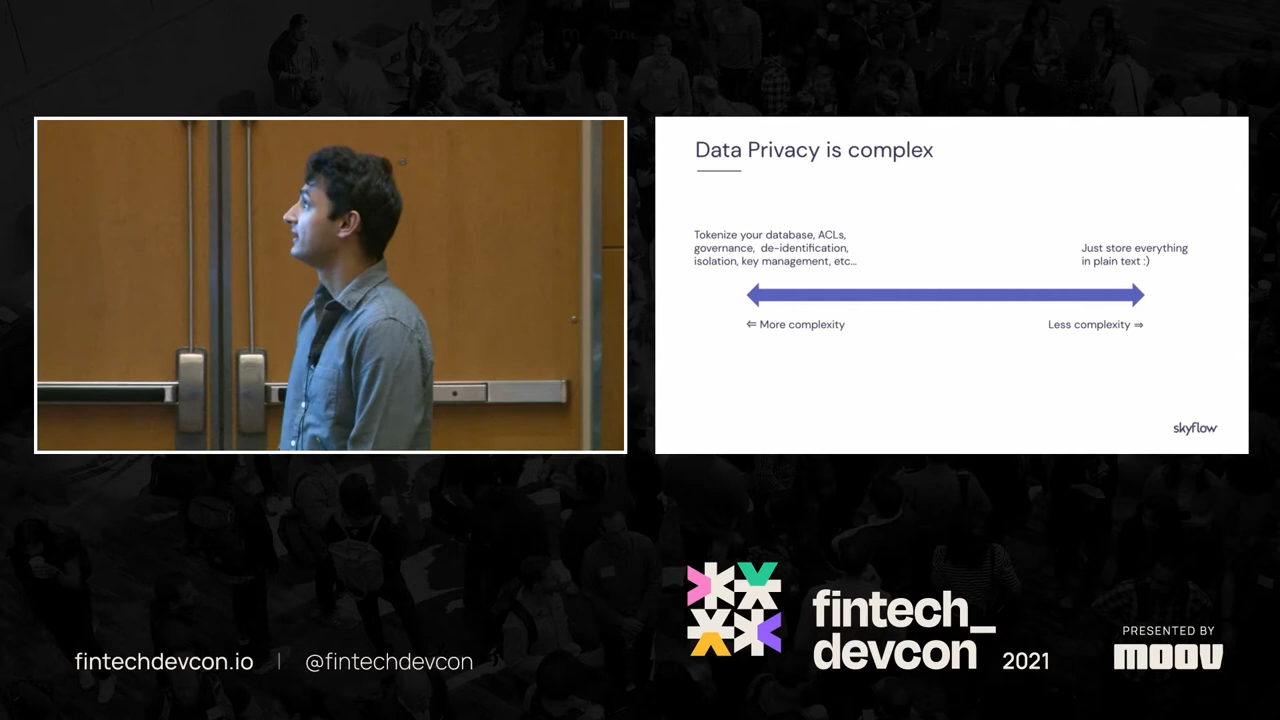 Data Privacy is complex
Tokenize your database, ACLs,
governance, de-identification,
isolation, key management, etc...
Just store everything
in plain text :)
⇐ More complexity
Less complexity ⇒
skyflow
fintech_
devcon 2021
PRESENTED BY
moov
fintechdevcon.io | @fintechdevcon